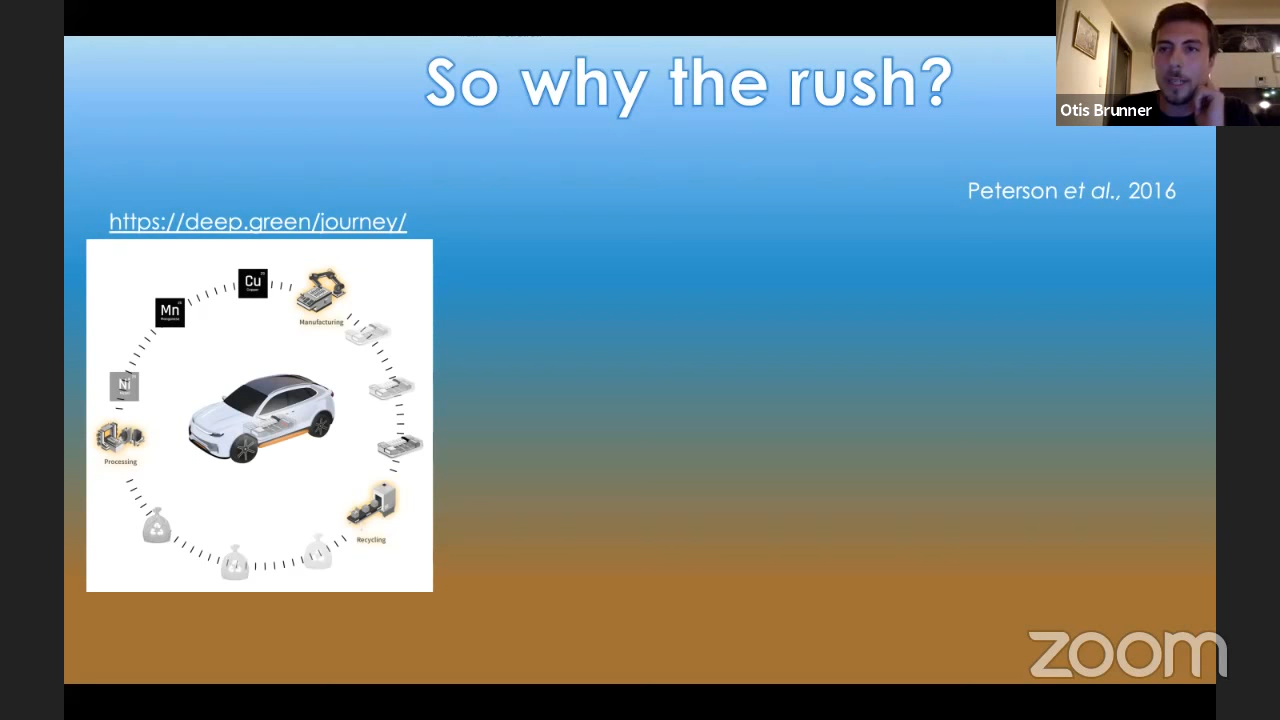 So why the rush?
Otis Brunner
Peterson et al., 2016
https://deep.green/journey/
Cu
Mn
Manufacturing
Ni
Processing
Recycling
zoom